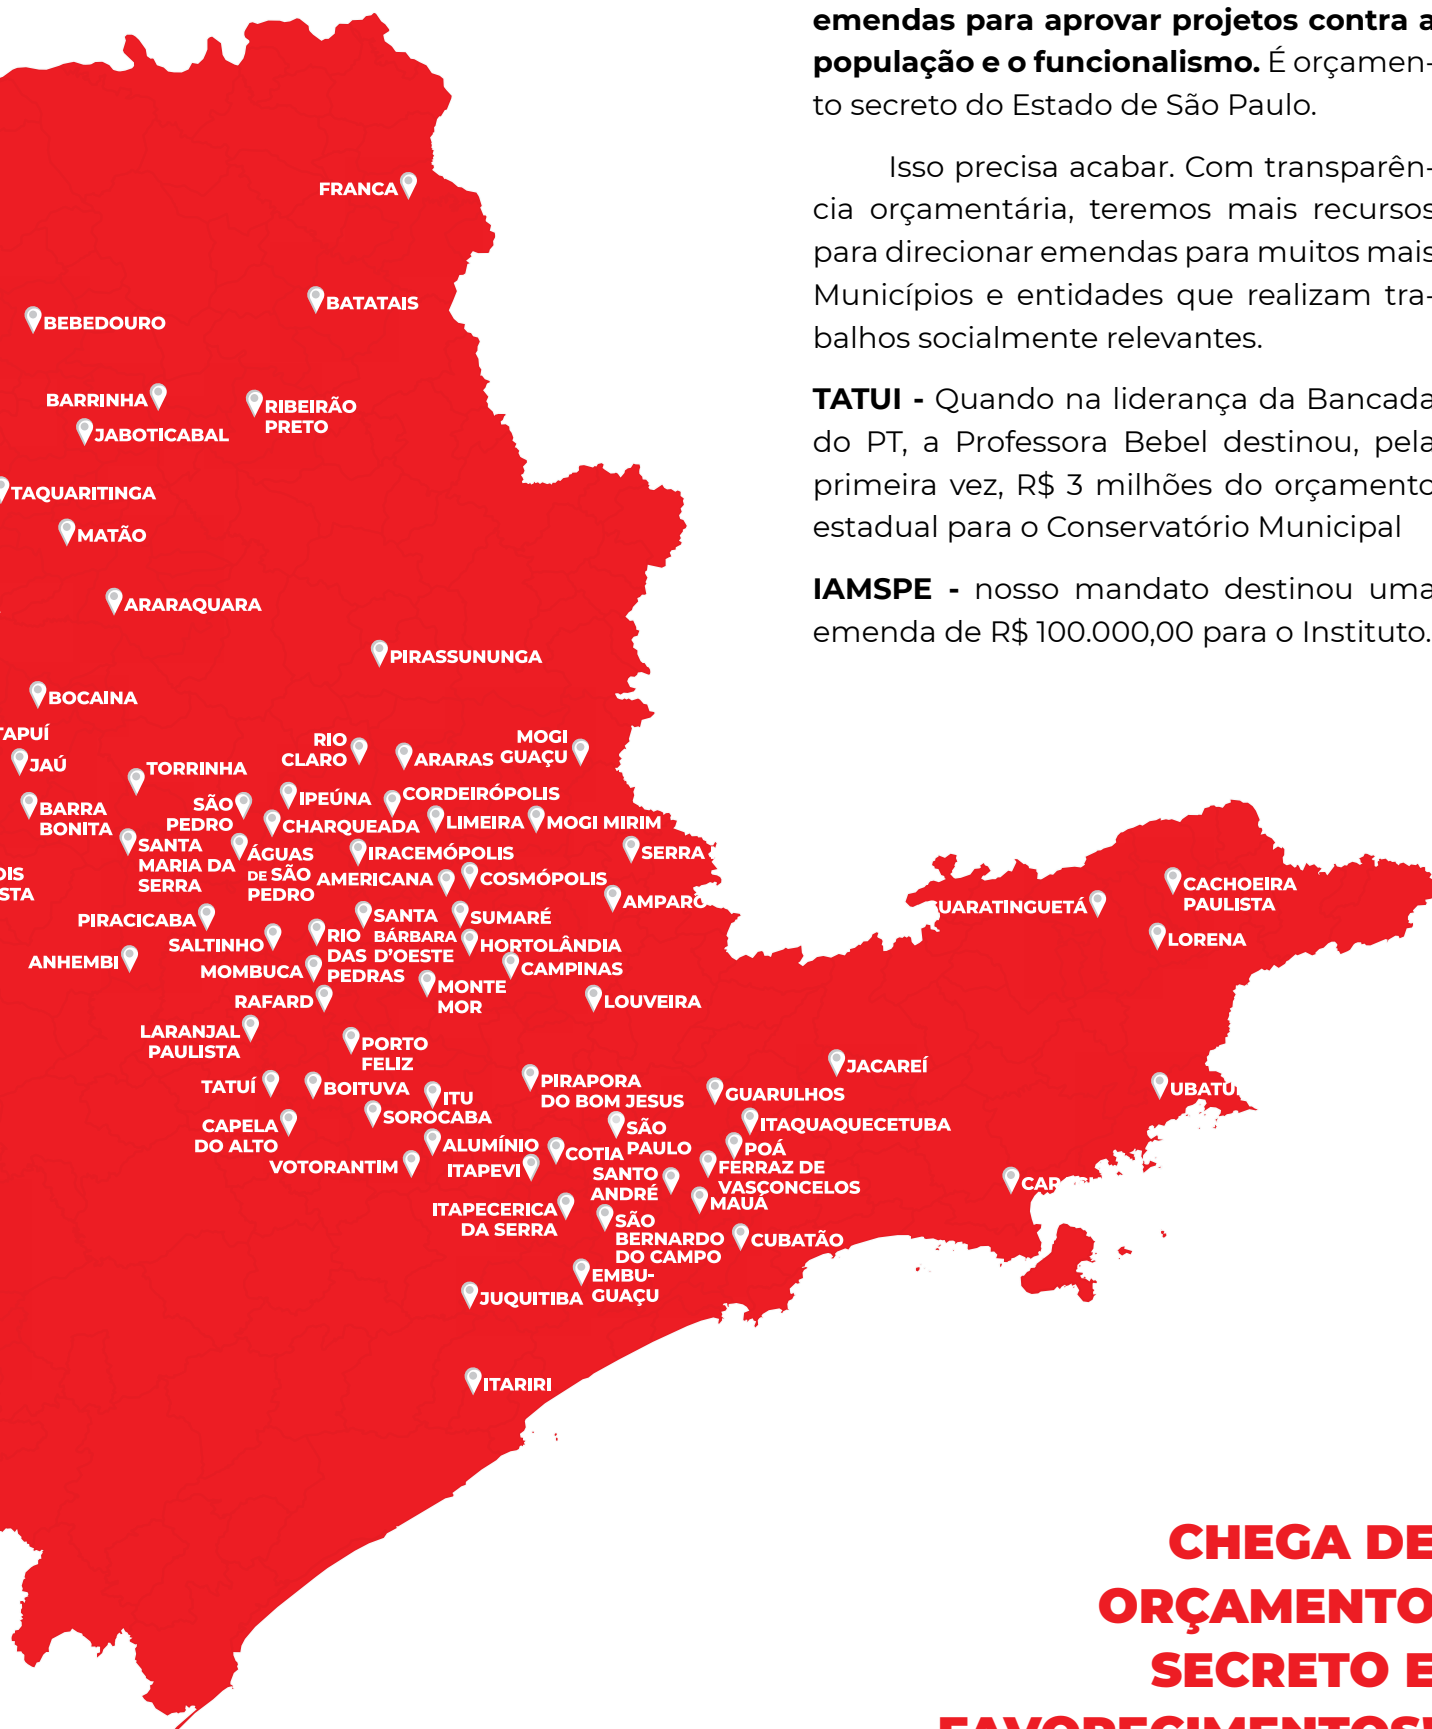 emendas para aprovar projetos contra a
população e o funcionalismo. É orçamen-
to secreto do Estado de São Paulo.
Isso precisa acabar. Com transparên-
cia orçamentária, teremos mais recursos
para direcionar emendas para muitos mais
Municípios e entidades que realizam tra-
balhos socialmente relevantes.
TATUI - Quando na liderança da Bancada
do PT, a Professora Bebel destinou, pela
primeira vez, R$ 3 milhões do orçamento
estadual para o Conservatório Municipal
IAMSPE - nosso mandato destinou uma
emenda de R$ 100.000,00 para o Instituto.
FRANCA
BATATAIS
BEBEDOURO
BARRINHA
RIBEIRÃO
PRETO
JABOTICABAL
TAQUARITINGA
MATÃO
ARARAQUARA
PIRASSUNUNGA
BOCAINA
TAPUÍ
JAÚ
TORRINHA
RIO
CLARO
ARARAS
MOGI
GUAÇU
BARRA
BONITA
SÃO
PEDRO
IPEÚNA
CORDEIRÓPOLIS
CHARQUEADA
LIMEIRA
MOGI MIRIM
SANTA
MARIA DA
SERRA
ÁGUAS
DE SÃO
PEDRO
IRACEMÓPOLIS
SERRA
AMERICANA
COSMÓPOLIS
AMPARO
OIS
STA
PIRACICABA
SANTA
BÁRBARA
D'OESTE
SUMARÉ
SALTINHO
RIO
DAS
PEDRAS
HORTOLÂNDIA
ANHEMBI
MOMBUCA
CAMPINAS
RAFARD
MONTE
MOR
LOUVEIRA
CACHOEIRA
PAULISTA
UARATINGUETÁ
LORENA
LARANJAL
PAULISTA
PORTO
FELIZ
JACAREÍ
TATUÍ
BOITUVA
ITU
PIRAPORA
DO BOM JESUS
GUARULHOS
UBATU
CAPELA
DO ALTO
SOROCABA
SÃO
PAULO
ITAQUAQUECETUBA
ALUMÍNIO
COTIA
POÁ
VOTORANTIM
ITAPEVI
SANTO
ANDRÉ
FERRAZ DE
VASCONCELOS
MAUÁ
CAR
ITAPECERICA
DA SERRA
SÃO
BERNARDO
DO CAMPO
CUBATÃO
EMBU-
GUAÇU
JUQUITIBA
ITARIRI
CHEGA DE
ORÇAMENTO
SECRETO E
FAVORECIMENTOS!